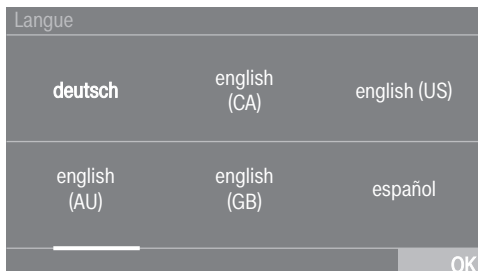 Langue
deutsch
english
(CA)
english (US)
english
(AU)
english
(GB)
español
OK